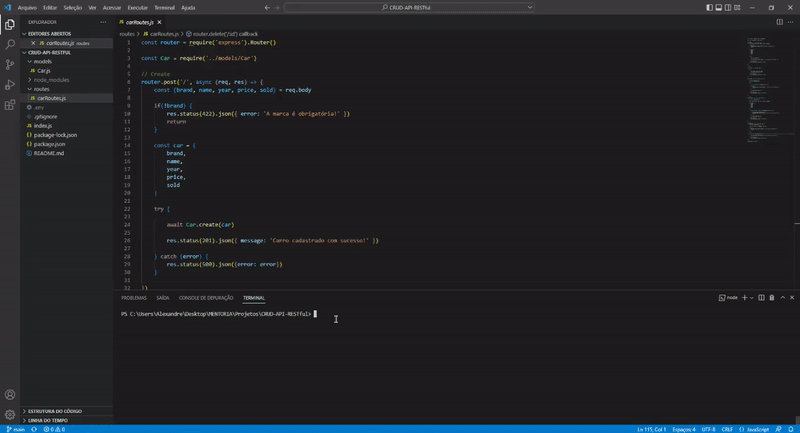 Arquivo Editar Seleção Ver Acessar Executar Terminal Ajuda
CRUD-API-RESTful
EXPLORADOR
carRoutes.js
EDITORES ABERTOS
carRoutes.js routes
CRUD-API-RESTFUL
models
Car.js
node_modules
routes
carRoutes.js
.env
.gitignore
index.js
package-lock.json
package.json
README.md
ESTRUTURA DO CÓDIGO
LINHA DO TEMPO
routes > carRoutes.js > router.delete('/:id') callback
1 const router = require('express').Router()
2
3 const Car = require('../models/Car')
4
5 // Create
6 router.post('/', async (req, res) => {
7 const {brand, name, year, price, sold} = req.body
8
9 if(!brand) {
10 res.status(422).json({ error: 'A marca é obrigatória!' })
11 return
12 }
13
14 const car = {
15 brand,
16 name,
17 year,
18 price,
19 sold
20 }
21
22 try {
23
24 await Car.create(car)
25
26 res.status(201).json({ message: 'Carro cadastrado com sucesso!' })
27
28 } catch (error) {
29 res.status(500).json({error: error})
30 }
31
32 })
PROBLEMAS SAÍDA CONSOLE DE DEPURAÇÃO TERMINAL
node
PS C:\Users\Alexandre\Desktop\MENTORIA\Projetos\CRUD-API-RESTful>
main 0 0
Ln 115, Col 1 Espaços: 4 UTF-8 CRLF {} JavaScript